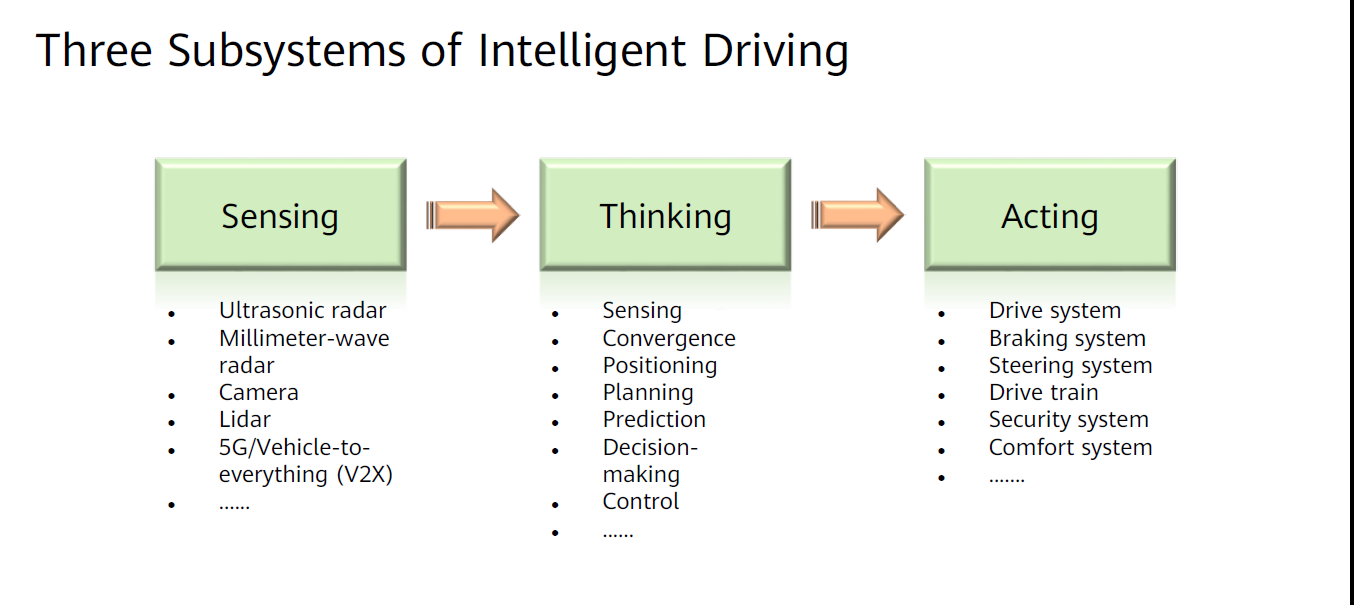 Three Subsystems of Intelligent Driving
Sensing
• Ultrasonic radar
• Millimeter-wave
radar
• Camera
• Lidar
• 5G/Vehicle-to-
everything (V2X)
• ......
Thinking
• Sensing
• Convergence
• Positioning
• Planning
• Prediction
• Decision-
making
• Control
• ......
Acting
• Drive system
• Braking system
• Steering system
• Drive train
• Security system
• Comfort system
• .......